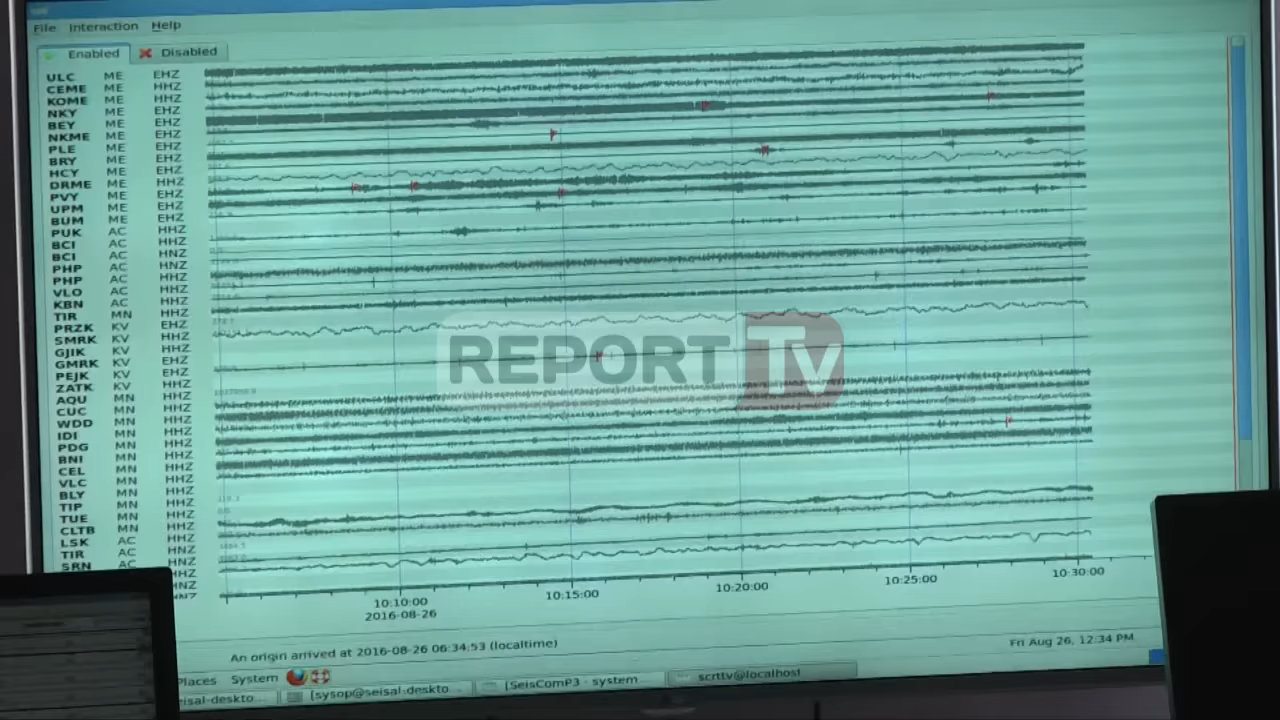 File Interaction Help
Enabled Disabled
ULC ME EHZ
CEME ME HHZ
KOME ME HHZ
NKY ME EHZ
BEY ME EHZ
NKME ME EHZ
PLE ME EHZ
BRY ME EHZ
HCY ME EHZ
DRME ME HHZ
PVY ME EHZ
UPM ME EHZ
BUM ME EHZ
PUK AC HHZ
BCI AC HHZ
BCI AC HNZ
PHP AC HNZ
PHP AC HHZ
VLO AC HHZ
KBN AC HHZ
TIR MN HHZ
PRZK KV EHZ
SMRK KV HHZ
GJIK KV HHZ
GMRK KV EHZ
PEJK KV EHZ
ZATK KV HHZ
AQU MN HHZ
CUC MN HHZ
WDD MN HHZ
IDI MN HHZ
PDG MN HHZ
BNI MN HHZ
CEL MN HHZ
VLC MN HHZ
BLY MN HHZ
TIP MN HHZ
TUE MN HHZ
CLTB MN HHZ
LSK AC HHZ
TIR AC HNZ
SRN AC HNZ
HHZ
HNZ
REPORT Tv
10:10:00 10:15:00 10:20:00 10:25:00 10:30:00
2016-08-26
An origin arrived at 2016-08-26 06:34:53 (localtime)
Fri Aug 26, 12:34 PM
Places System
[sysop@seisal-deskto... [SeisComP3 - system scrttv@localhost